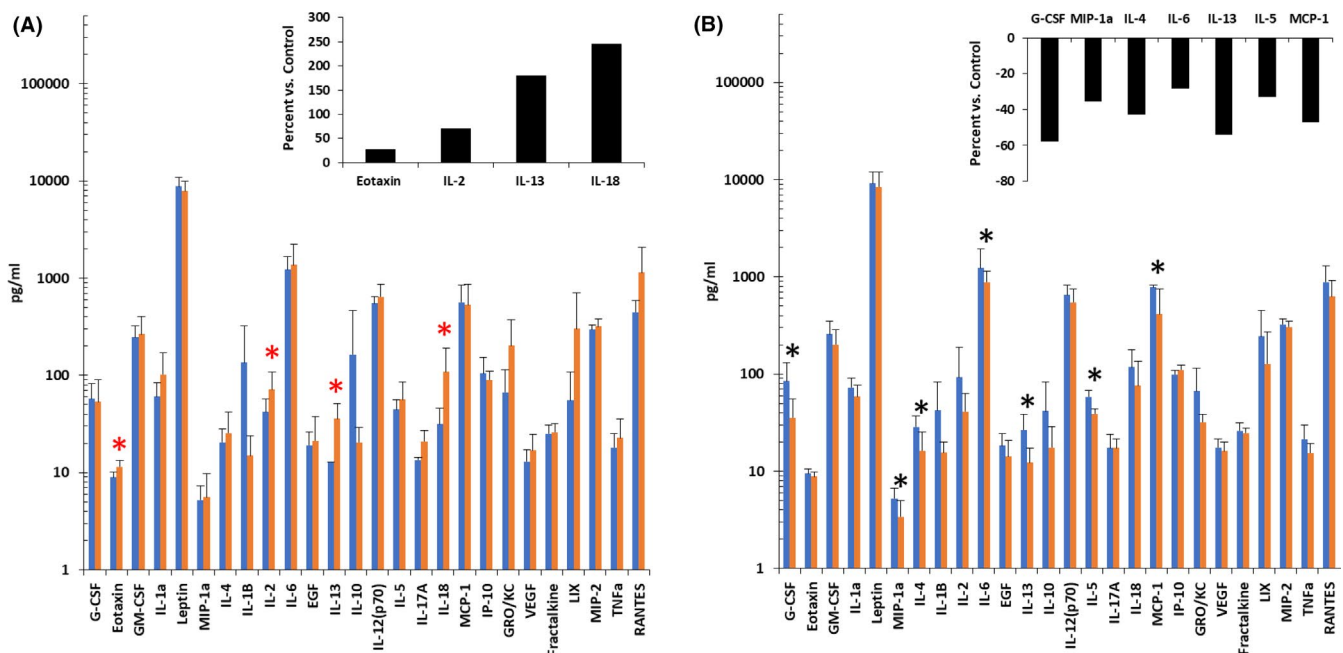 (A)
300
250
200
150
100
50
0
Percent vs. Control
Eotaxin IL-2 IL-13 IL-18
100000
10000
1000
100
10
1
pg/ml
*
*
*
*
G-CSF
Eotaxin
GM-CSF
IL-1a
Leptin
MIP-1a
IL-4
IL-1B
IL-2
IL-6
EGF
IL-13
IL-10
IL-12(p70)
IL-5
IL-17A
IL-18
MCP-1
IP-10
GRO/KC
VEGF
Fractalkine
LIX
MIP-2
TNFa
RANTES
(B)
G-CSF MIP-1a IL-4 IL-6 IL-13 IL-5 MCP-1
0
-20
-40
-60
-80
Percent vs. Control
100000
10000
1000
100
10
1
pg/ml
*
*
*
*
*
*
*
G-CSF
Eotaxin
GM-CSF
IL-1a
Leptin
MIP-1a
IL-4
IL-1B
IL-2
IL-6
EGF
IL-13
IL-10
IL-12(p70)
IL-5
IL-17A
IL-18
MCP-1
IP-10
GRO/KC
VEGF
Fractalkine
LIX
MIP-2
TNFa
RANTES